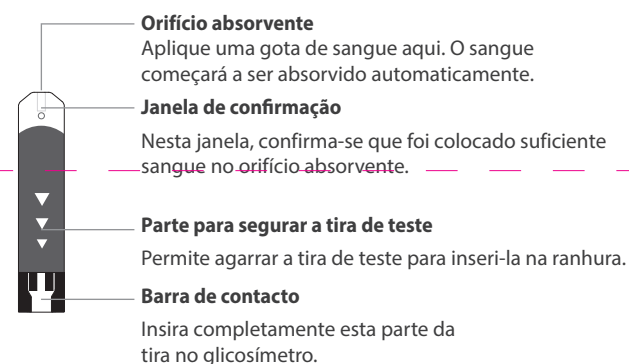 Orifício absorvente
Aplique uma gota de sangue aqui. O sangue
começará a ser absorvido automaticamente.
Janela de confirmação
Nesta janela, confirma-se que foi colocado suficiente
sangue no orifício absorvente.
Parte para segurar a tira de teste
Permite agarrar a tira de teste para inseri-la na ranhura.
Barra de contacto
Insira completamente esta parte da
tira no glicosímetro.